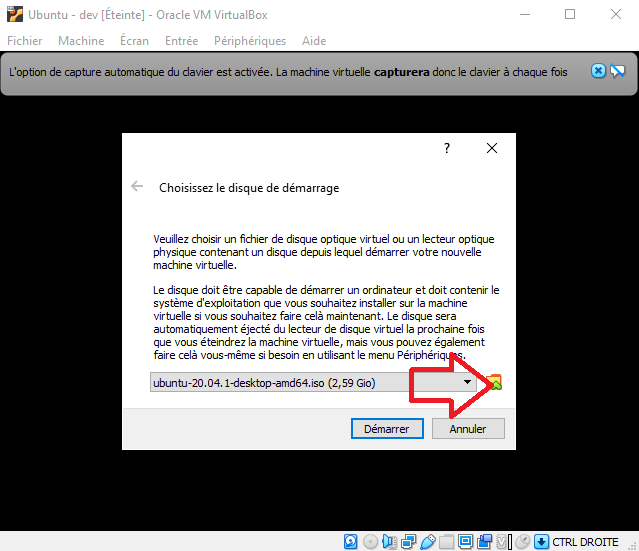 Ubuntu - dev [Éteinte] - Oracle VM VirtualBox
Fichier Machine Écran Entrée Périphériques Aide
L'option de capture automatique du clavier est activée. La machine virtuelle capturera donc le clavier à chaque fois
?
Choisissez le disque de démarrage
Veuillez choisir un fichier de disque optique virtuel ou un lecteur optique
physique contenant un disque depuis lequel démarrer votre nouvelle
machine virtuelle.
Le disque doit être capable de démarrer un ordinateur et doit contenir le
système d'exploitation que vous souhaitez installer sur la machine
virtuelle si vous souhaitez faire celà maintenant. Le disque sera
automatiquement éjecté du lecteur de disque virtuel la prochaine fois
que vous éteindrez la machine virtuelle, mais vous pouvez également
faire celà vous-même si besoin en utilisant le menu Périphériques.
ubuntu-20.04.1-desktop-amd64.iso (2,59 Gio)
Démarrer Annuler
CTRL DROITE